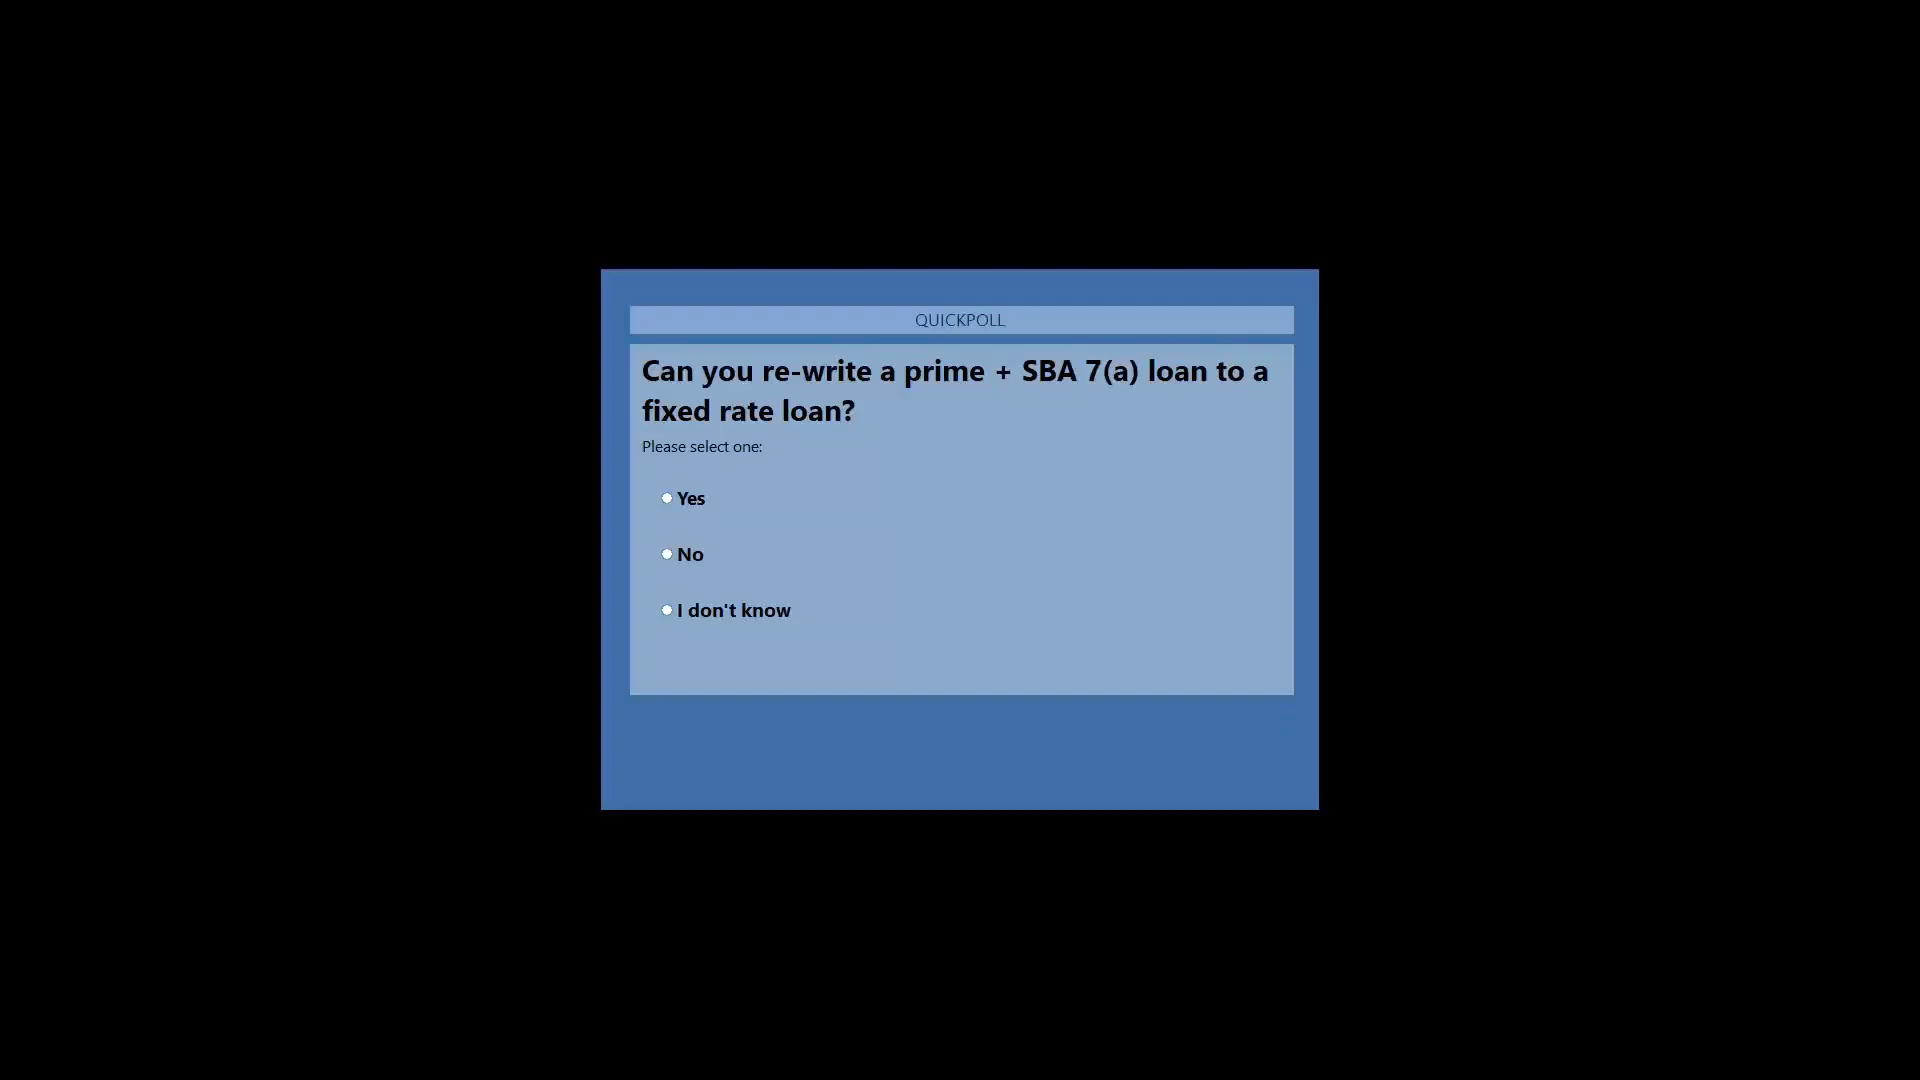 QUICKPOLL
Can you re-write a prime + SBA 7(a) loan to a
fixed rate loan?
Please select one:
Yes
No
I don't know